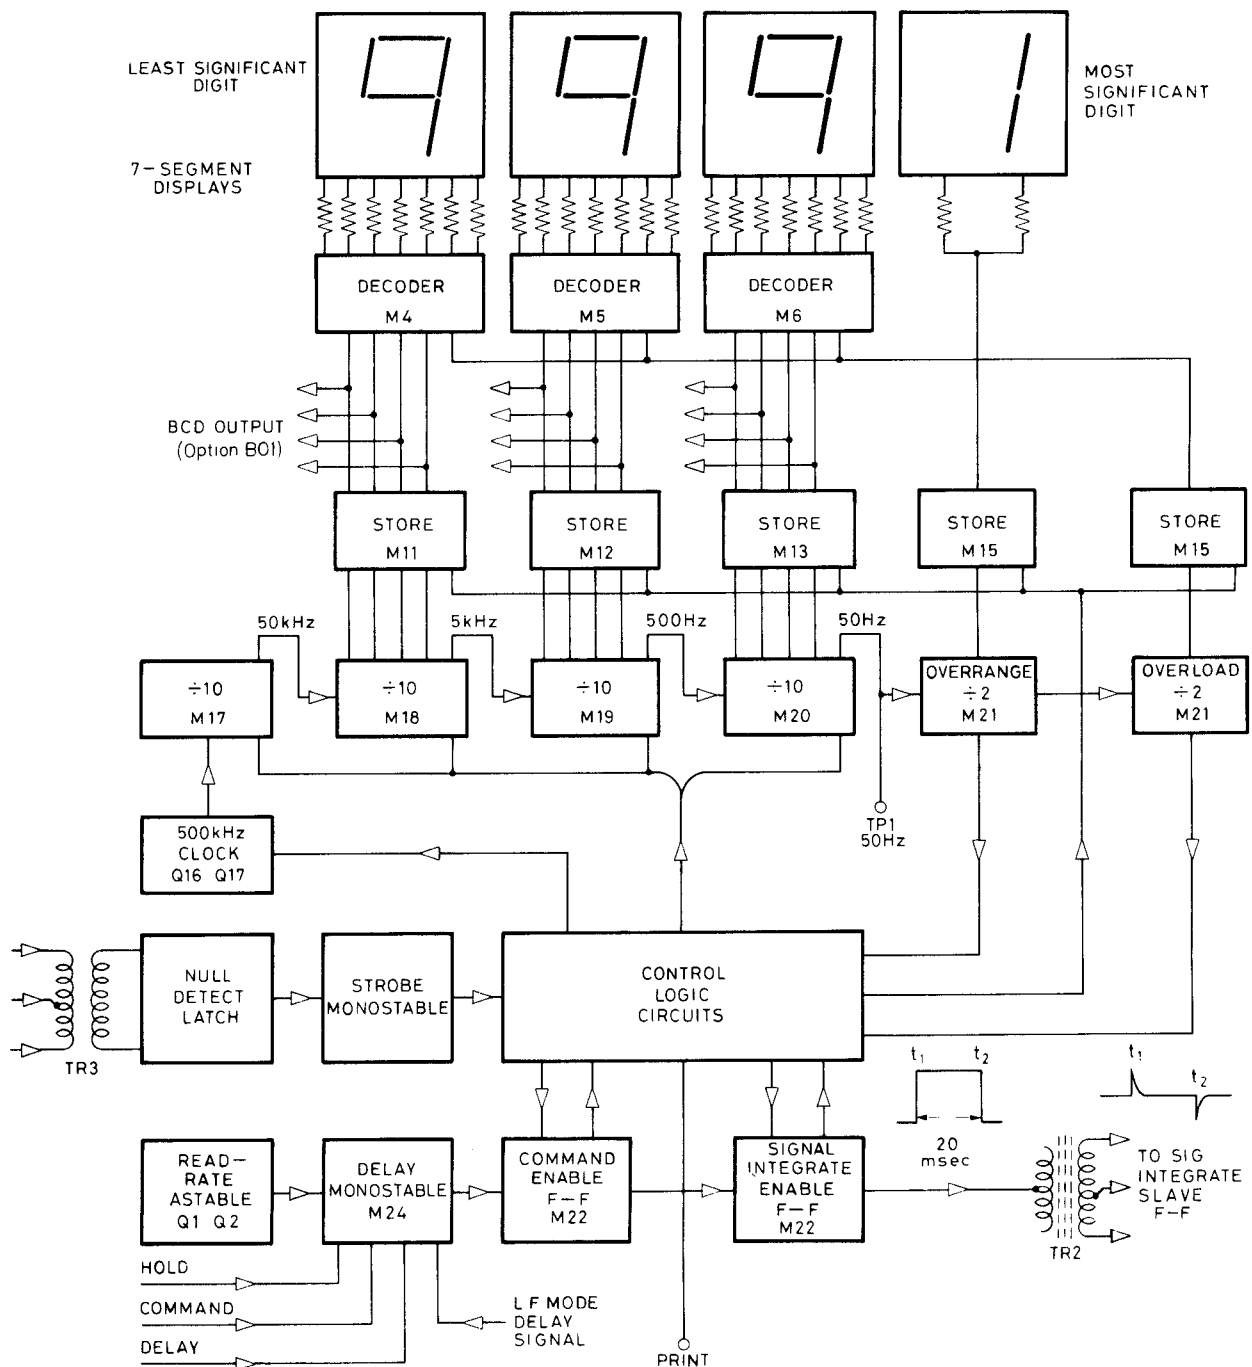 9
9
9
1
LEAST SIGNIFICANT
DIGIT
MOST
SIGNIFICANT
DIGIT
7-SEGMENT
DISPLAYS
DECODER
M4
DECODER
M5
DECODER
M6
BCD OUTPUT
(Option B01)
STORE
M11
STORE
M12
STORE
M13
STORE
M15
STORE
M15
50kHz
5kHz
500Hz
50Hz
÷10
M17
÷10
M18
÷10
M19
÷10
M20
OVERRANGE
÷2
M21
OVERLOAD
÷2
M21
TP1
50Hz
500kHz
CLOCK
Q16 Q17
NULL
DETECT
LATCH
STROBE
MONOSTABLE
CONTROL
LOGIC
CIRCUITS
TR3
t1
t2
t1
t2
20
msec
READ-
RATE
ASTABLE
Q1 Q2
DELAY
MONOSTABLE
M24
COMMAND
ENABLE
F-F
M22
SIGNAL
INTEGRATE
ENABLE
F-F
M22
TO SIG
INTEGRATE
SLAVE
F-F
TR2
HOLD
COMMAND
DELAY
LF MODE
DELAY
SIGNAL
PRINT